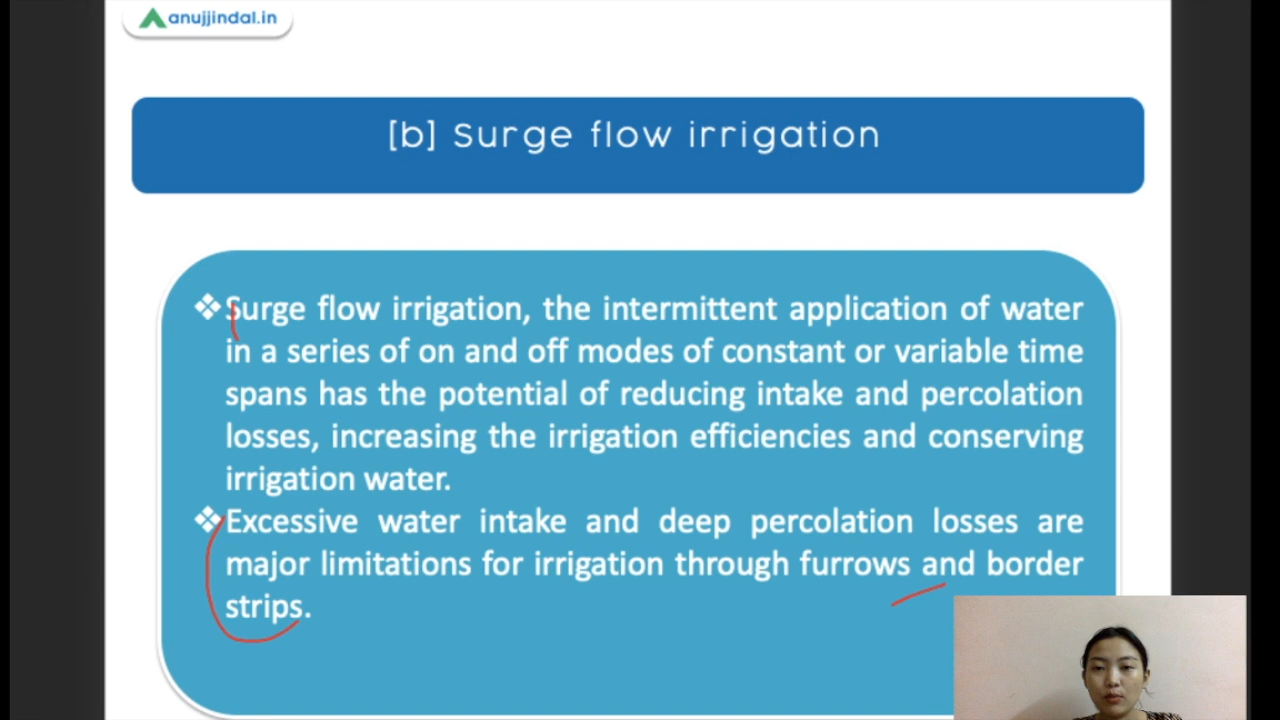 anujjindal.in
[b] Surge flow irrigation
❖Surge flow irrigation, the intermittent application of water
in a series of on and off modes of constant or variable time
spans has the potential of reducing intake and percolation
losses, increasing the irrigation efficiencies and conserving
irrigation water.
❖Excessive water intake and deep percolation losses are
major limitations for irrigation through furrows and border
strips.